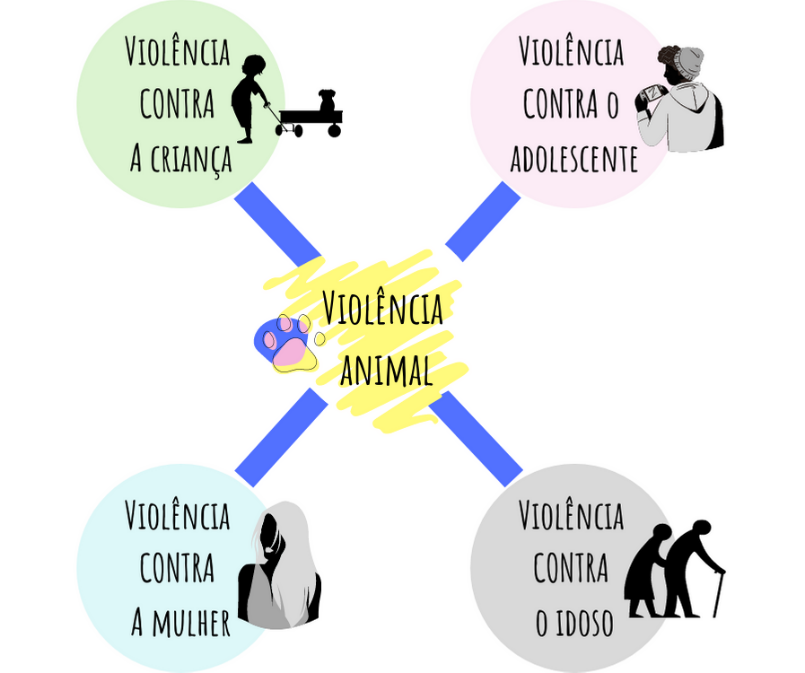 Violência
contra
a criança
Violência
contra o
adolescente
Violência
animal
Violência
contra
a mulher
Violência
contra
o idoso